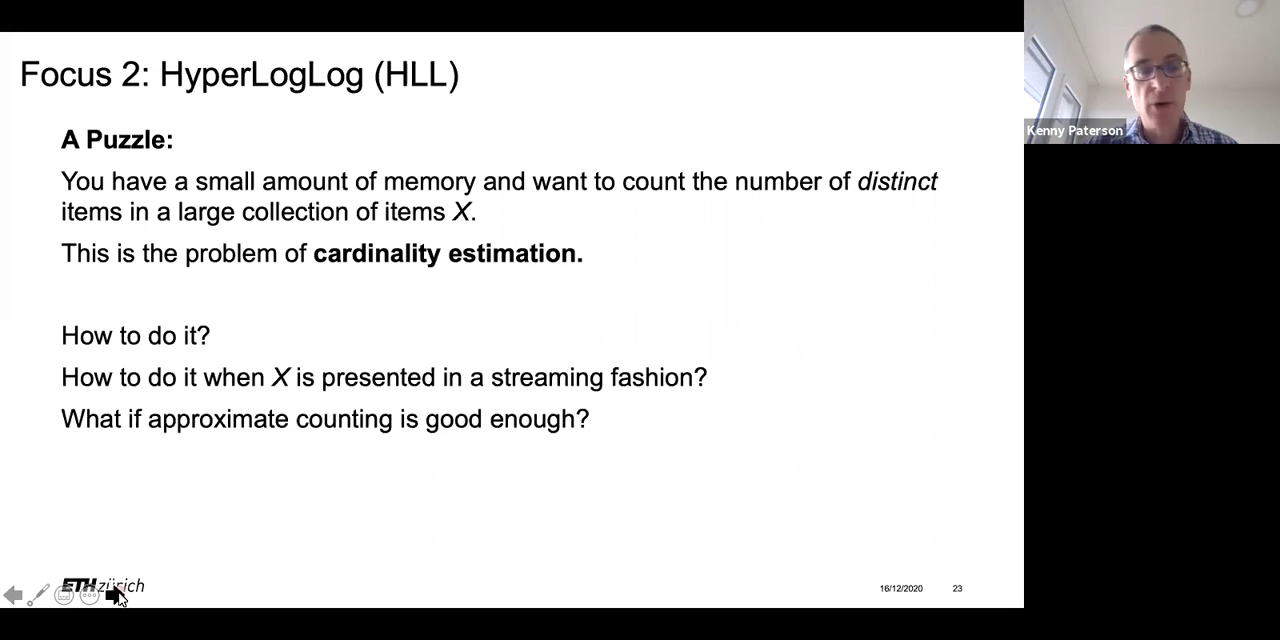 Focus 2: HyperLogLog (HLL)
A Puzzle:
You have a small amount of memory and want to count the number of distinct
items in a large collection of items X.
This is the problem of cardinality estimation.
How to do it?
How to do it when X is presented in a streaming fashion?
What if approximate counting is good enough?
Kenny Paterson
ETH zürich
16/12/2020
23